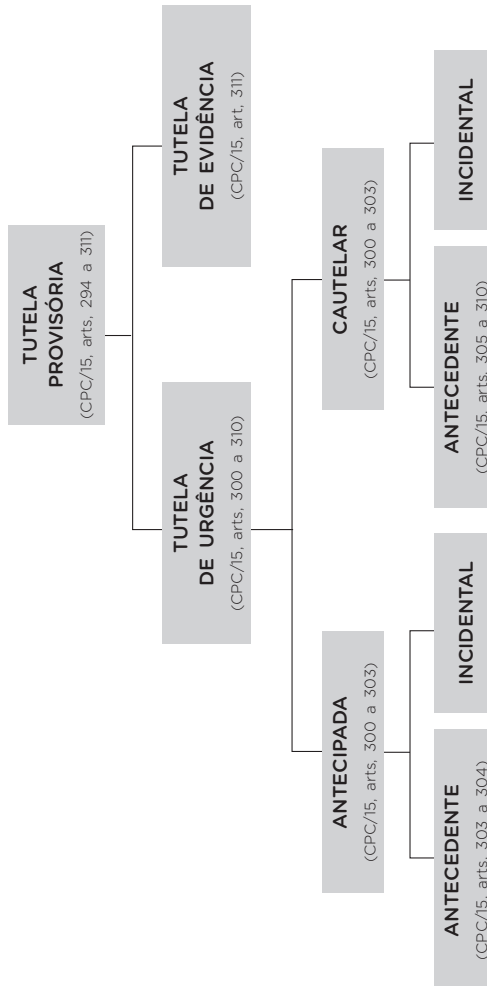 TUTELA
PROVISÓRIA
(CPC/15, arts, 294 a 311)
TUTELA
DE URGÊNCIA
(CPC/15, arts, 300 a 310)
TUTELA
DE EVIDÊNCIA
(CPC/15, art, 311)
ANTECIPADA
(CPC/15, arts, 300 a 303)
CAUTELAR
(CPC/15, arts, 300 a 303)
ANTECEDENTE
(CPC/15, arts, 303 a 304)
INCIDENTAL
ANTECEDENTE
(CPC/15, arts, 305 a 310)
INCIDENTAL